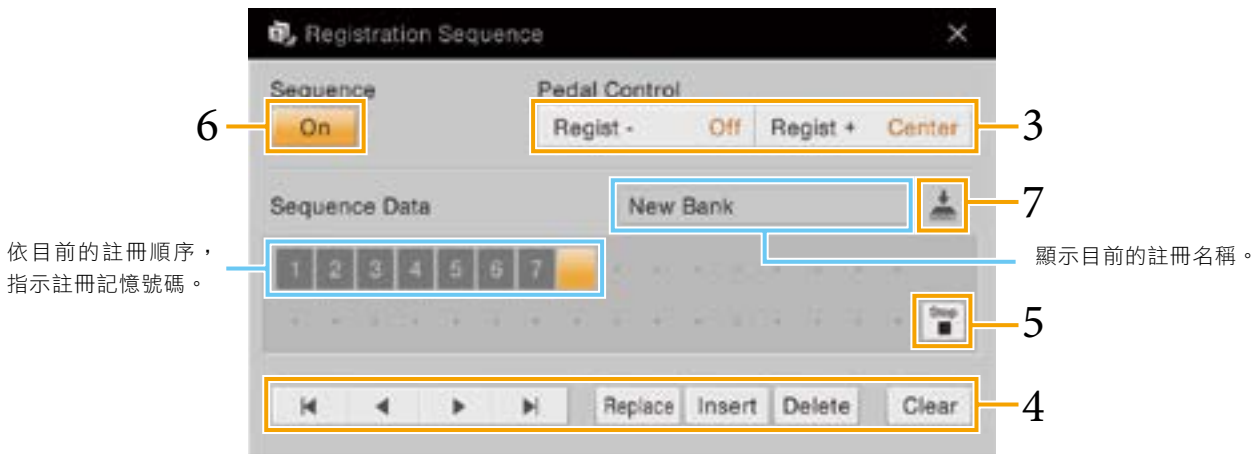 Registration Sequence
Sequence
Pedal Control
6
On
Regist -
Off
Regist +
Center
3
Sequence Data
New Bank
7
依目前的註冊順序，
指示註冊記憶號碼。
1 2 3 4 5 6 7
顯示目前的註冊名稱。
Stop
5
Replace
Insert
Delete
Clear
4